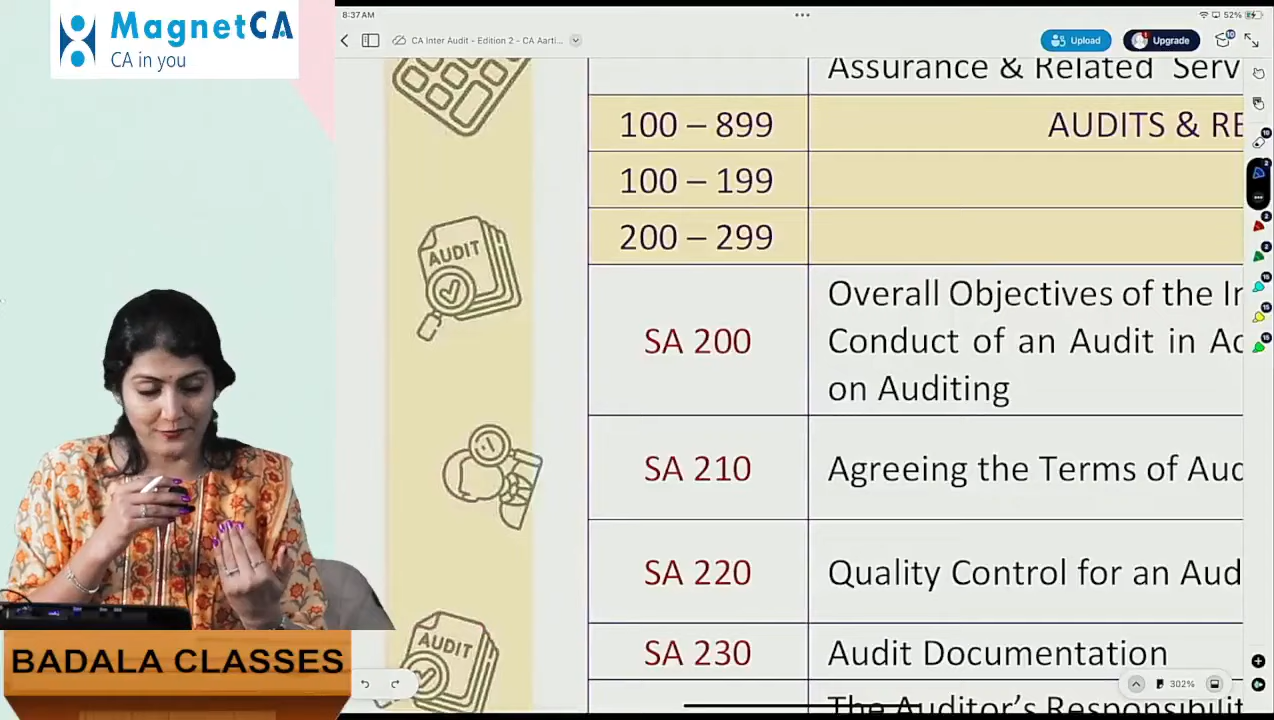 MagnetCA
CA in you
8:37 AM
52%
CA Inter Audit - Edition 2 - CA Aarti...
Upload
Upgrade
Assurance & Related Serv
100 – 899 AUDITS & RE
100 – 199
200 – 299
AUDIT
SA 200
Overall Objectives of the In
Conduct of an Audit in Ac
on Auditing
SA 210 Agreeing the Terms of Aud
SA 220 Quality Control for an Aud
SA 230 Audit Documentation
AUDIT
The Auditor's Responsibilit
302%
BADALA CLASSES